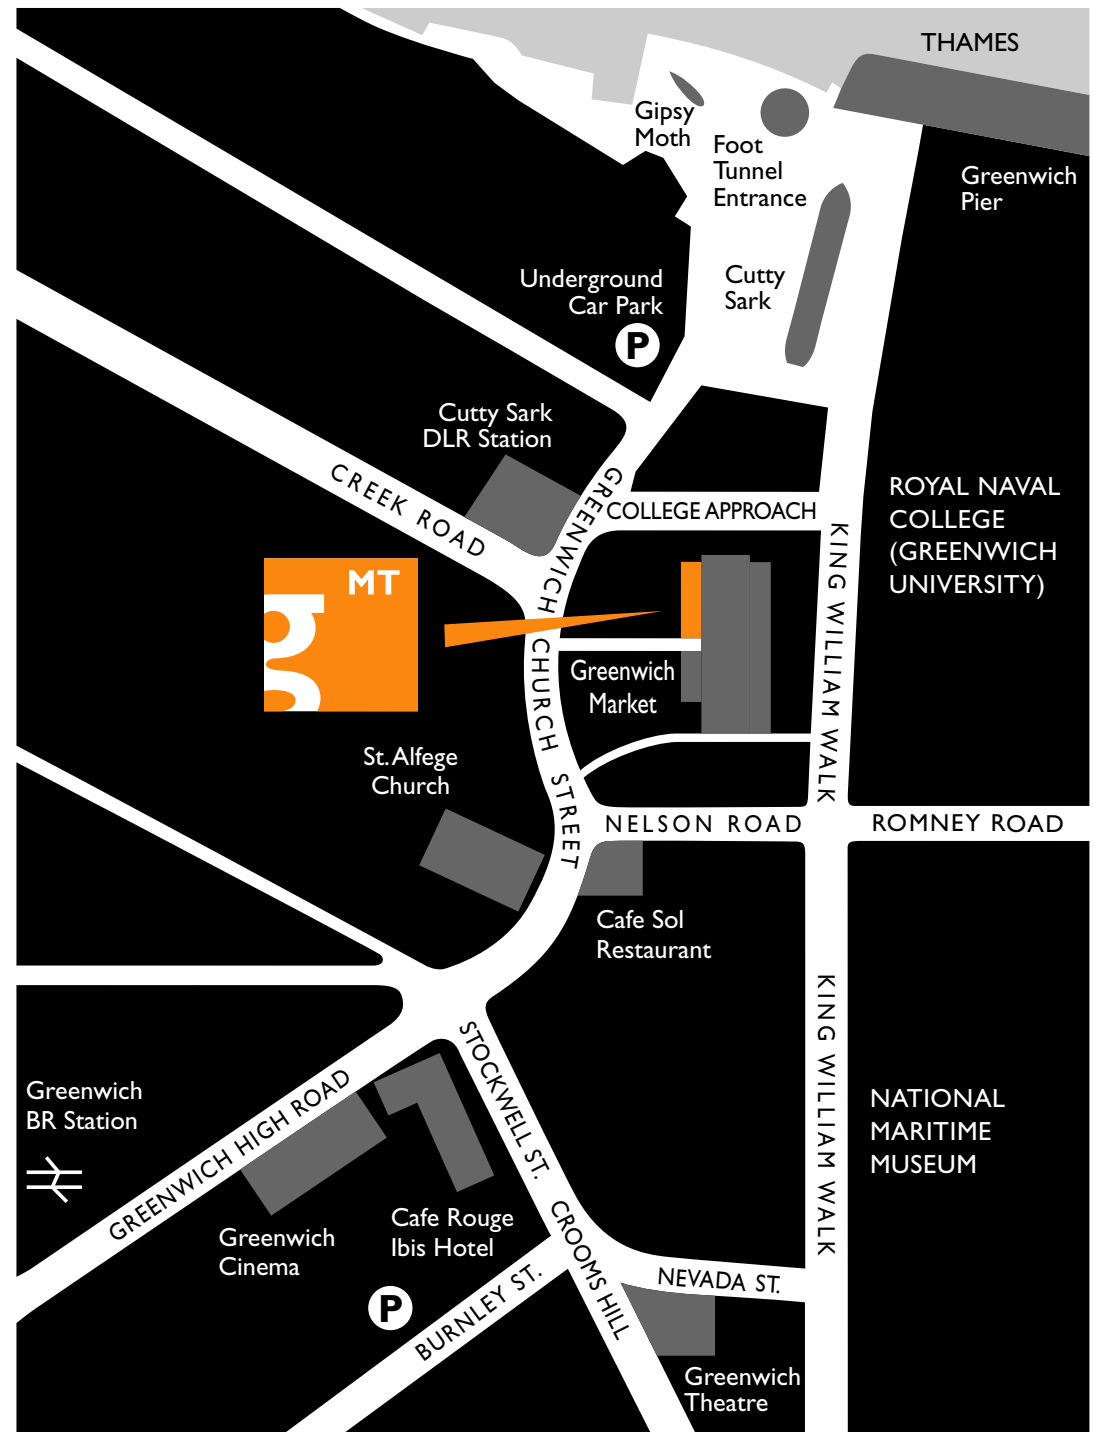 THAMES
Gipsy
Moth
Foot
Tunnel
Entrance
Greenwich
Pier
Underground
Car Park
P
Cutty
Sark
Cutty Sark
DLR Station
CREEK ROAD
GREENWICH CHURCH STREET
COLLEGE APPROACH
KING WILLIAM WALK
ROYAL NAVAL
COLLEGE
(GREENWICH
UNIVERSITY)
MT
g
Greenwich
Market
St. Alfege
Church
NELSON ROAD
ROMNEY ROAD
Cafe Sol
Restaurant
KING WILLIAM WALK
STOCKWELL ST.
GREENWICH HIGH ROAD
Greenwich
BR Station
NATIONAL
MARITIME
MUSEUM
Greenwich
Cinema
Cafe Rouge
Ibis Hotel
P
CROOMS HILL
BURNLEY ST.
NEVADA ST.
Greenwich
Theatre